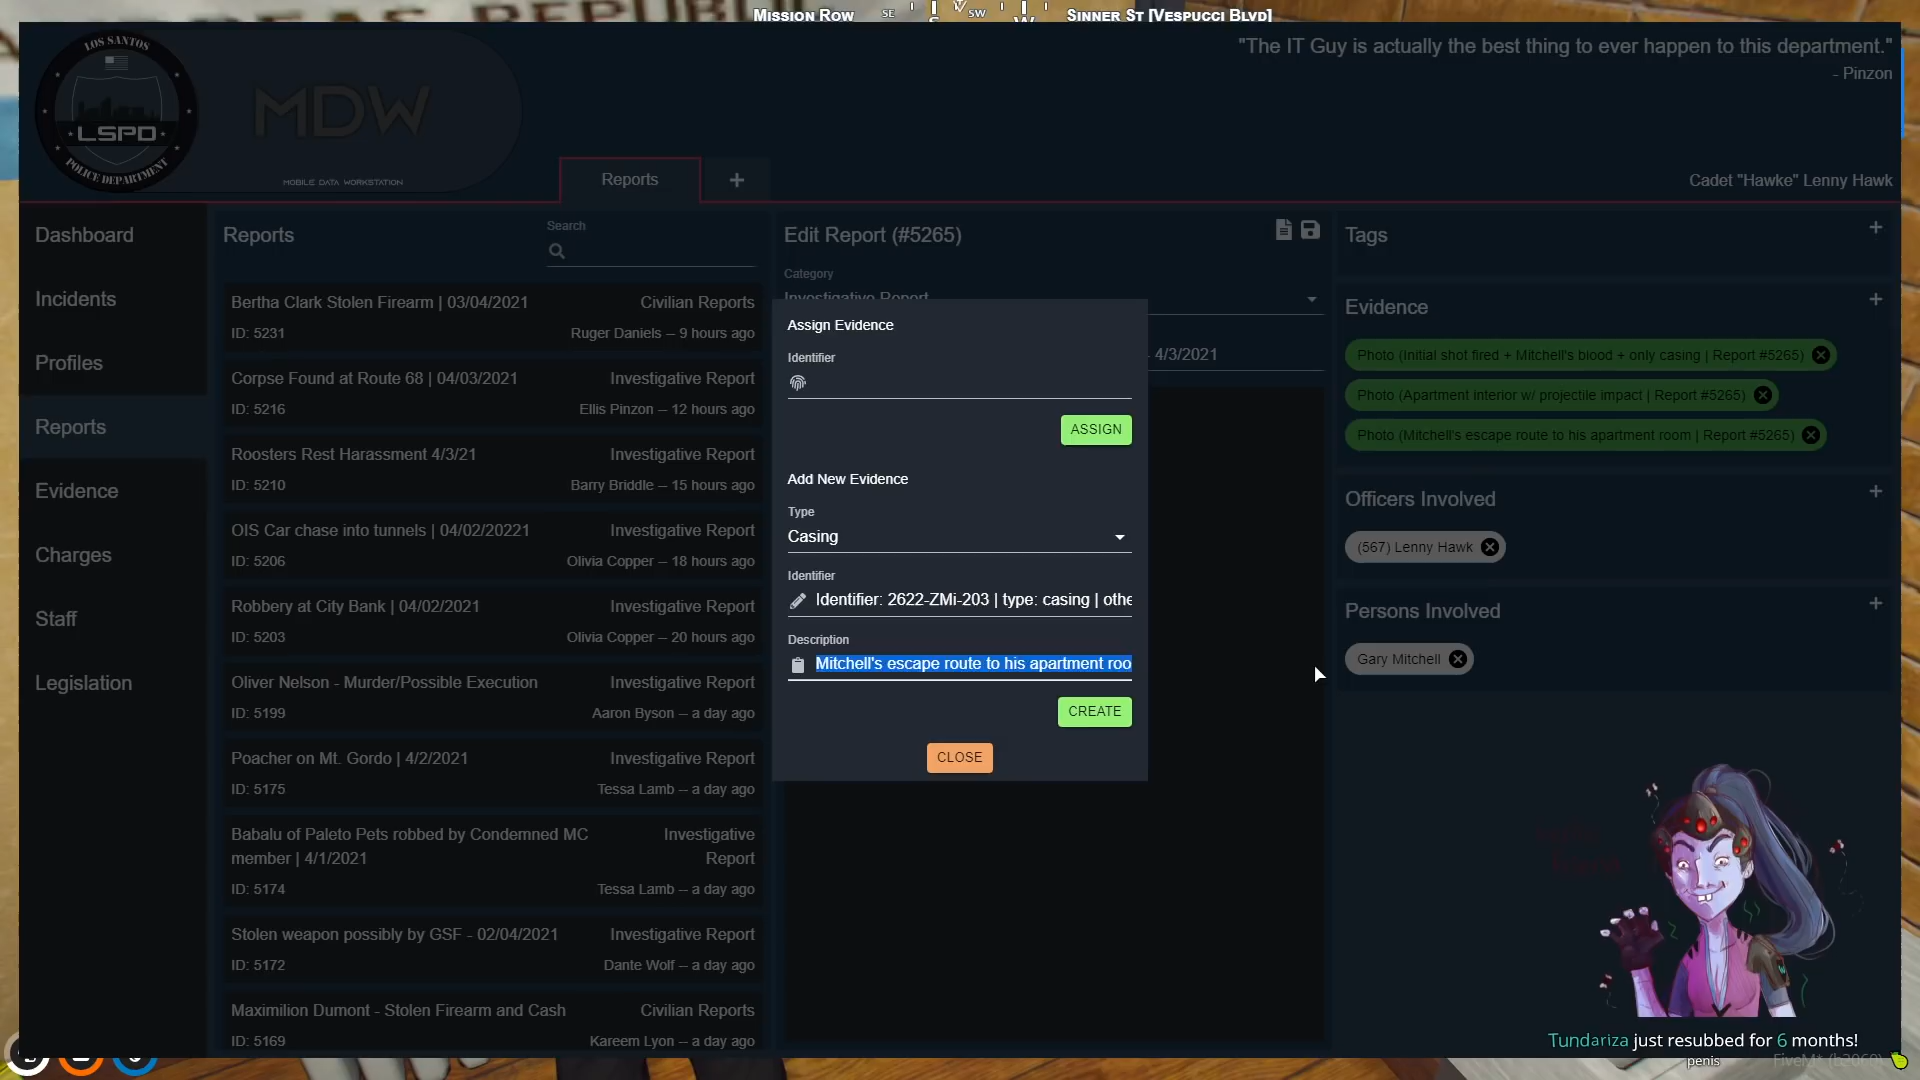 Mission Row SE S SW W Sinner St [Vespucci Blvd]
"The IT Guy is actually the best thing to ever happen to this department."
- Pinzon
LOS SANTOS
LSPD
POLICE DEPARTMENT
MDW
MOBILE DATA WORKSTATION
Reports +
Cadet "Hawke" Lenny Hawk
Dashboard
Incidents
Profiles
Reports
Evidence
Charges
Staff
Legislation
Reports
Search
Bertha Clark Stolen Firearm | 03/04/2021 Civilian Reports
ID: 5231 Ruger Daniels – 9 hours ago
Corpse Found at Route 68 | 04/03/2021 Investigative Report
ID: 5216 Ellis Pinzon – 12 hours ago
Roosters Rest Harassment 4/3/21 Investigative Report
ID: 5210 Barry Briddle – 15 hours ago
OIS Car chase into tunnels | 04/02/20221 Investigative Report
ID: 5206 Olivia Copper – 18 hours ago
Robbery at City Bank | 04/02/2021 Investigative Report
ID: 5203 Olivia Copper – 20 hours ago
Oliver Nelson - Murder/Possible Execution Investigative Report
ID: 5199 Aaron Byson – a day ago
Poacher on Mt. Gordo | 4/2/2021 Investigative Report
ID: 5175 Tessa Lamb – a day ago
Babalu of Paleto Pets robbed by Condemned MC Investigative
member | 4/1/2021 Report
ID: 5174 Tessa Lamb – a day ago
Stolen weapon possibly by GSF - 02/04/2021 Investigative Report
ID: 5172 Dante Wolf – a day ago
Maximilion Dumont - Stolen Firearm and Cash Civilian Reports
ID: 5169 Kareem Lyon – a day ago
Edit Report (#5265)
Category
Investigative Report
4/3/2021
Assign Evidence
Identifier
ASSIGN
Add New Evidence
Type
Casing
Identifier
Identifier: 2622-ZMi-203 | type: casing | othe
Description
Mitchell's escape route to his apartment roo
CREATE
CLOSE
Tags +
Evidence +
Photo (Initial shot fired + Mitchell's blood + only casing | Report #5265)
Photo (Apartment interior w/ projectile impact | Report #5265)
Photo (Mitchell's escape route to his apartment room | Report #5265)
Officers Involved +
(567) Lenny Hawk
Persons Involved +
Gary Mitchell
Tundariza just resubbed for 6 months!
penis
FiveM* (b2060)